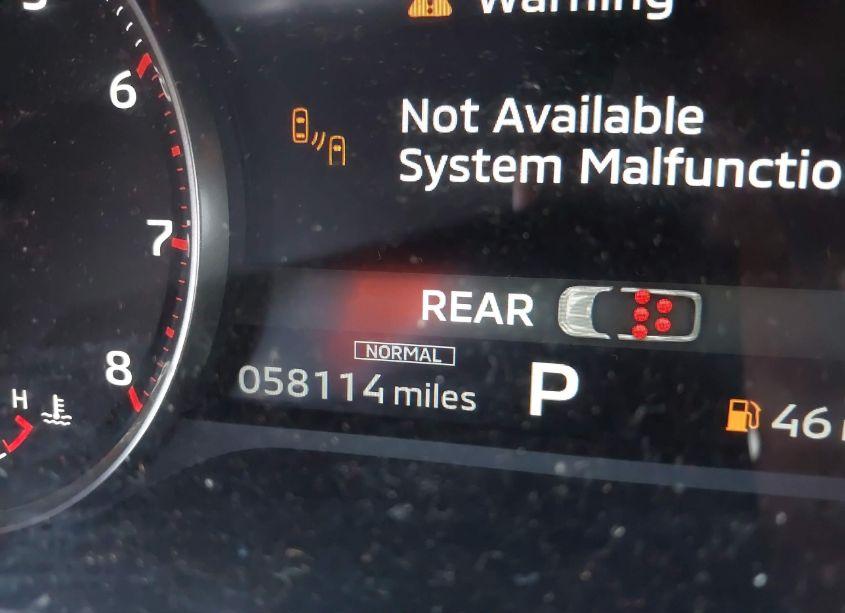 Warning
6
Not Available
System Malfunctio
7
REAR
8
NORMAL
058114 miles
P
46
H